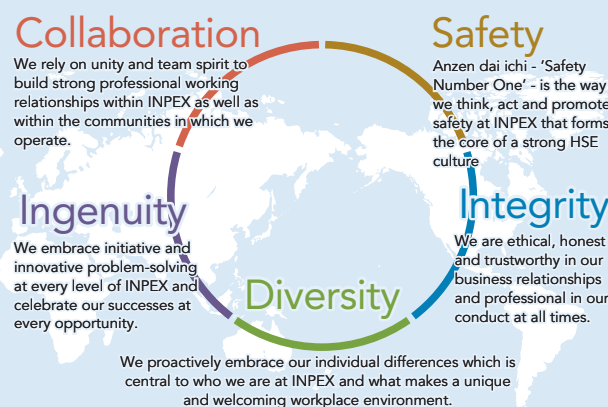 Collaboration
We rely on unity and team spirit to
build strong professional working
relationships within INPEX as well as
within the communities in which we
operate.
Safety
Anzen dai ichi - ‘Safety
Number One’ - is the way
we think, act and promote
safety at INPEX that forms
the core of a strong HSE
culture
Ingenuity
We embrace initiative and
innovative problem-solving
at every level of INPEX and
celebrate our successes at
every opportunity.
Integrity
We are ethical, honest
and trustworthy in our
business relationships
and professional in our
conduct at all times.
Diversity
We proactively embrace our individual differences which is
central to who we are at INPEX and what makes a unique
and welcoming workplace environment.